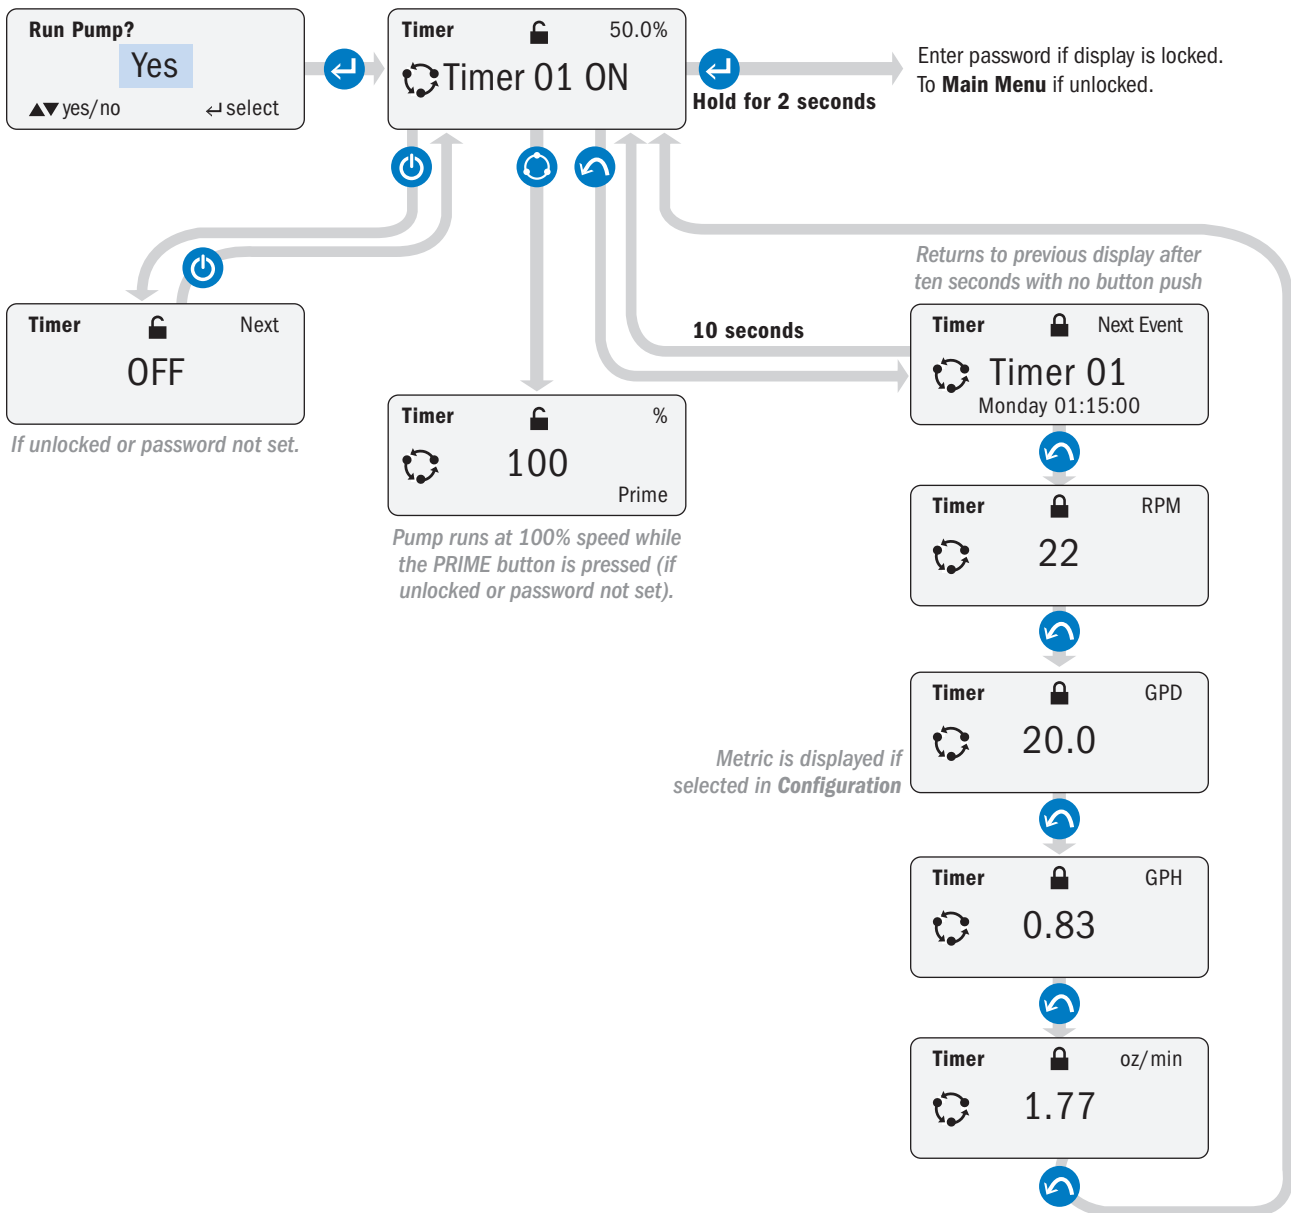 Run Pump?
Yes
▲▼ yes/no ↵ select
Timer 50.0%
Timer 01 ON
Hold for 2 seconds
Enter password if display is locked.
To Main Menu if unlocked.
Timer Next
OFF
If unlocked or password not set.
Timer %
100
Prime
Pump runs at 100% speed while
the PRIME button is pressed (if
unlocked or password not set).
10 seconds
Returns to previous display after
ten seconds with no button push
Timer Next Event
Timer 01
Monday 01:15:00
Timer RPM
22
Timer GPD
20.0
Metric is displayed if
selected in Configuration
Timer GPH
0.83
Timer oz/min
1.77